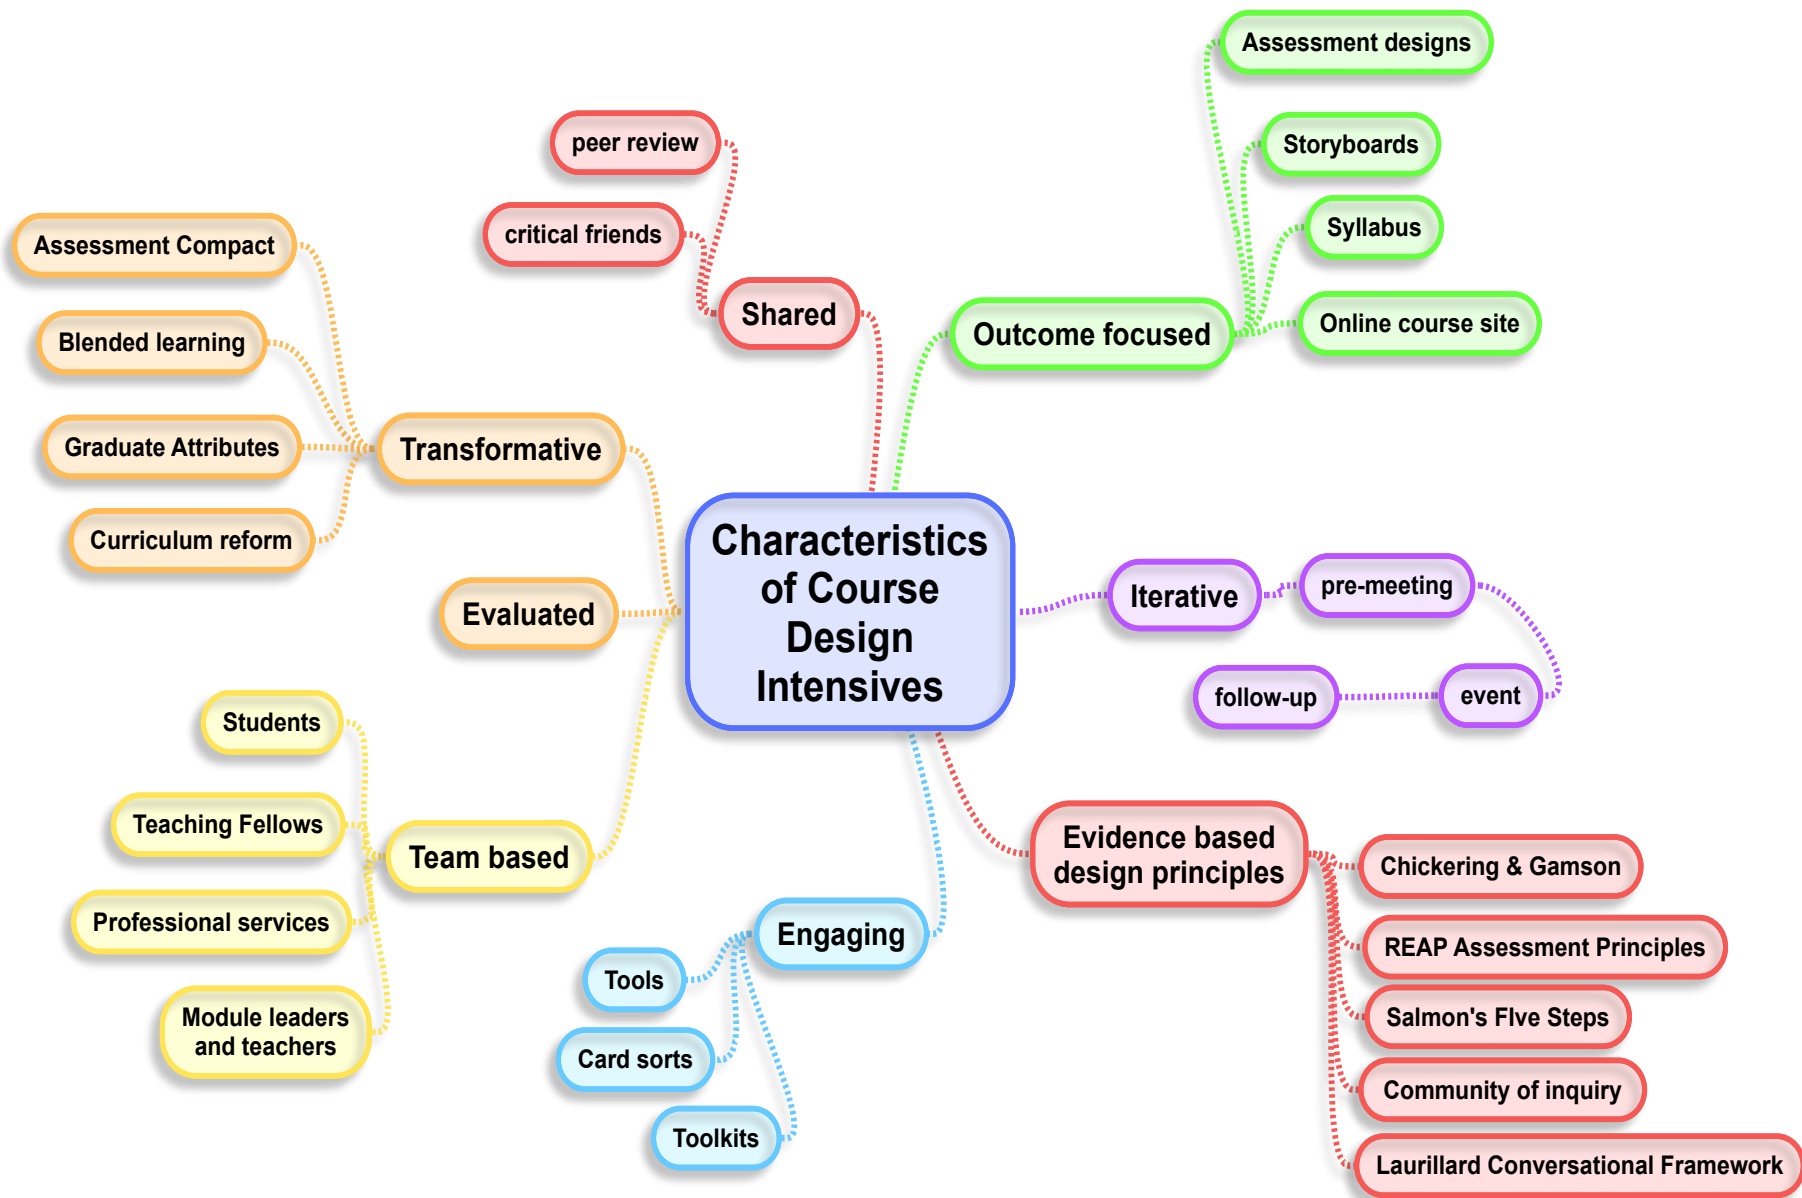 Characteristics
of Course
Design
Intensives
Outcome focused
Assessment designs
Storyboards
Syllabus
Online course site
Iterative
pre-meeting
event
follow-up
Evidence based
design principles
Chickering & Gamson
REAP Assessment Principles
Salmon's FIve Steps
Community of inquiry
Laurillard Conversational Framework
Engaging
Tools
Card sorts
Toolkits
Team based
Students
Teaching Fellows
Professional services
Module leaders
and teachers
Evaluated
Transformative
Assessment Compact
Blended learning
Graduate Attributes
Curriculum reform
Shared
peer review
critical friends